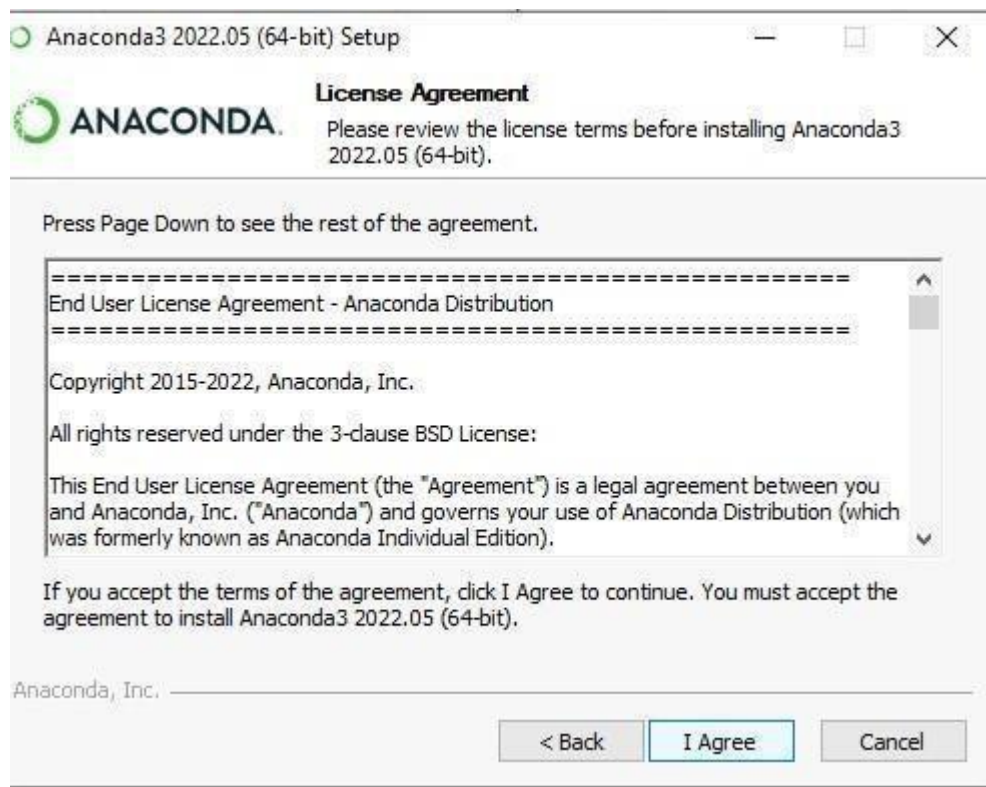 Anaconda3 2022.05 (64-bit) Setup
ANACONDA.
License Agreement
Please review the license terms before installing Anaconda3
2022.05 (64-bit).
Press Page Down to see the rest of the agreement.
==================================================
End User License Agreement - Anaconda Distribution
==================================================
Copyright 2015-2022, Anaconda, Inc.
All rights reserved under the 3-clause BSD License:
This End User License Agreement (the "Agreement") is a legal agreement between you
and Anaconda, Inc. ("Anaconda") and governs your use of Anaconda Distribution (which
was formerly known as Anaconda Individual Edition).
If you accept the terms of the agreement, click I Agree to continue. You must accept the
agreement to install Anaconda3 2022.05 (64-bit).
Anaconda, Inc.
< Back
I Agree
Cancel